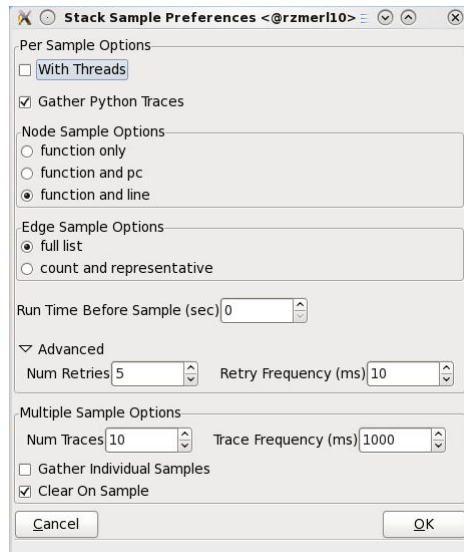 Stack Sample Preferences <@rzmerl10>
Per Sample Options
With Threads
Gather Python Traces
Node Sample Options
function only
function and pc
function and line
Edge Sample Options
full list
count and representative
Run Time Before Sample (sec) 0
Advanced
Num Retries 5 Retry Frequency (ms) 10
Multiple Sample Options
Num Traces 10 Trace Frequency (ms) 1000
Gather Individual Samples
Clear On Sample
Cancel OK